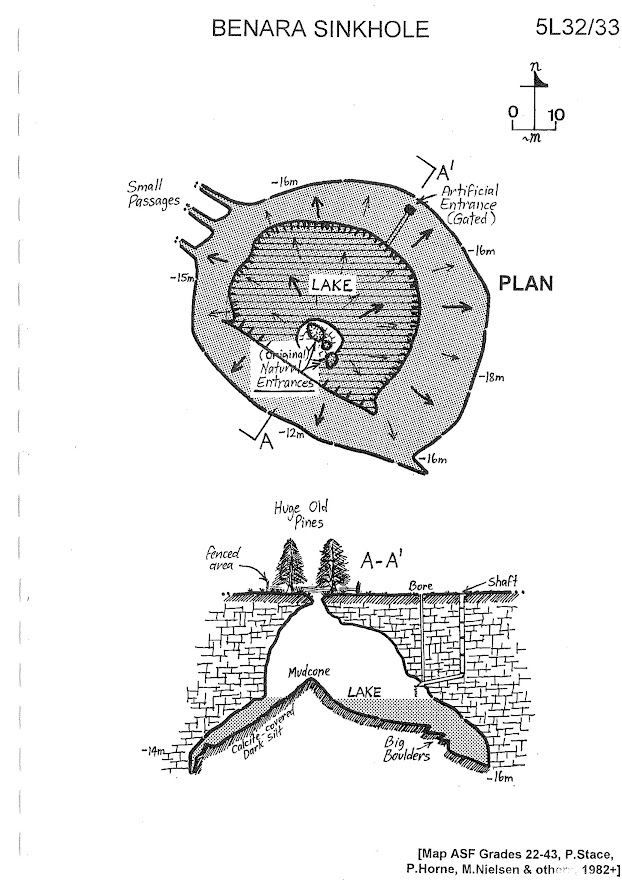 BENARA SINKHOLE
5L32/33
n
0 10
~m
A'
Small
Passages
-16m
Artificial
Entrance
(Gated)
-16m
-15m
PLAN
LAKE
(Original)
Natural
Entrances
-18m
A
-12m
-16m
Huge Old
Pines
fenced
area
A-A'
Bore
Shaft
Mudcone
LAKE
Calcite-covered
Dark silt
Big
Boulders
-14m
-16m
[Map ASF Grades 22-43, P.Stace,
P.Horne, M.Nielsen & others, 1982+]